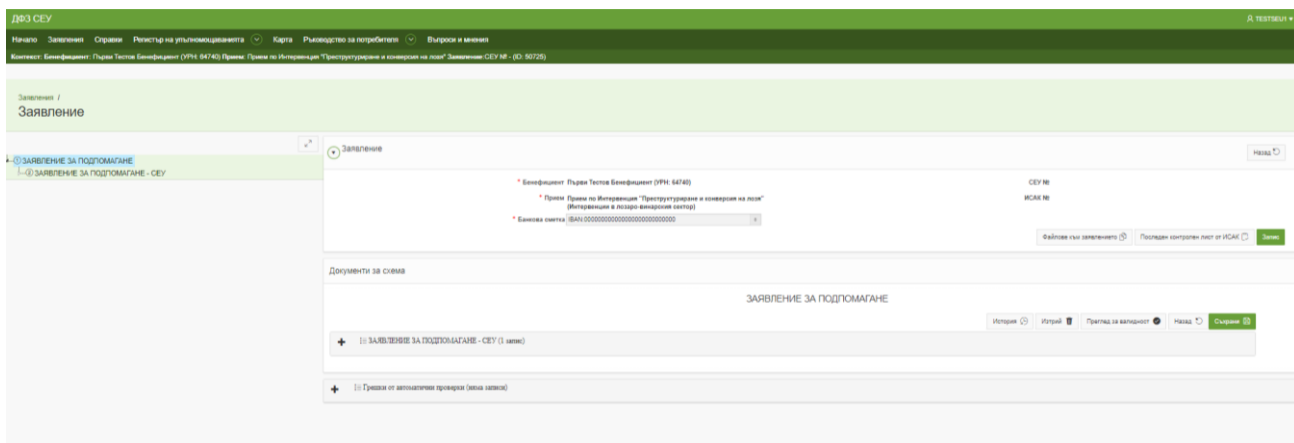 ДФЗ СЕУ
TESTSEU1
Начало Заявления Справки Регистър на упълномощаванията Карта Ръководство за потребителя Въпроси и мнения
Контекст: Бенефициент: Първи Тестов Бенефициент (УРН: 64740) Прием: Прием по Интервенция "Преструктуриране и конверсия на лозя" Заявление: СЕУ № - (ID: 50725)
Заявления /
Заявление
ЗАЯВЛЕНИЕ ЗА ПОДПОМАГАНЕ
ЗАЯВЛЕНИЕ ЗА ПОДПОМАГАНЕ - СЕУ
Заявление
Назад
* Бенефициент Първи Тестов Бенефициент (УРН: 64740)
СЕУ №
* Прием Прием по Интервенция "Преструктуриране и конверсия на лозя"
(Интервенции в лозаро-винарския сектор)
ИСАК №
* Банкова сметка IBAN:
Файлове към заявлението Последен контролен лист от ИСАК Запис
Документи за схема
ЗАЯВЛЕНИЕ ЗА ПОДПОМАГАНЕ
История Изтрий Преглед за валидност Назад Съхрани
ЗАЯВЛЕНИЕ ЗА ПОДПОМАГАНЕ - СЕУ (1 запис)
Грешки от автоматични проверки (няма записи)